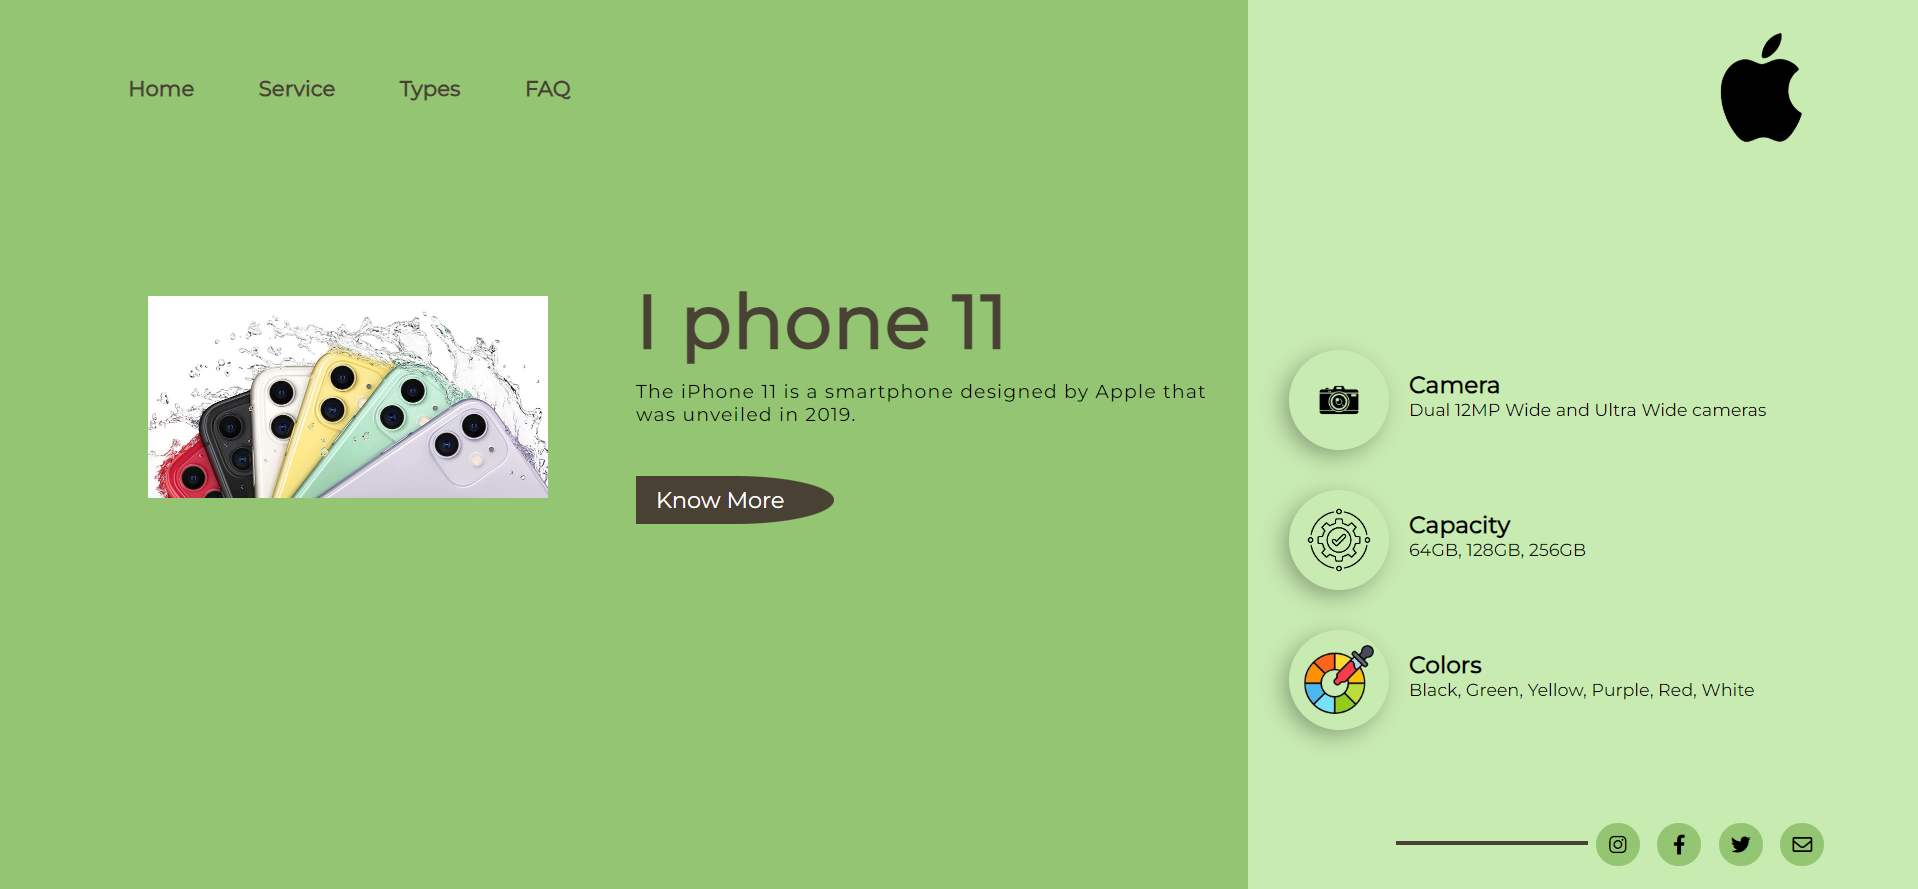 Home Service Types FAQ
I phone 11
The iPhone 11 is a smartphone designed by Apple that
was unveiled in 2019.
Know More
Camera
Dual 12MP Wide and Ultra Wide cameras
Capacity
64GB, 128GB, 256GB
Colors
Black, Green, Yellow, Purple, Red, White